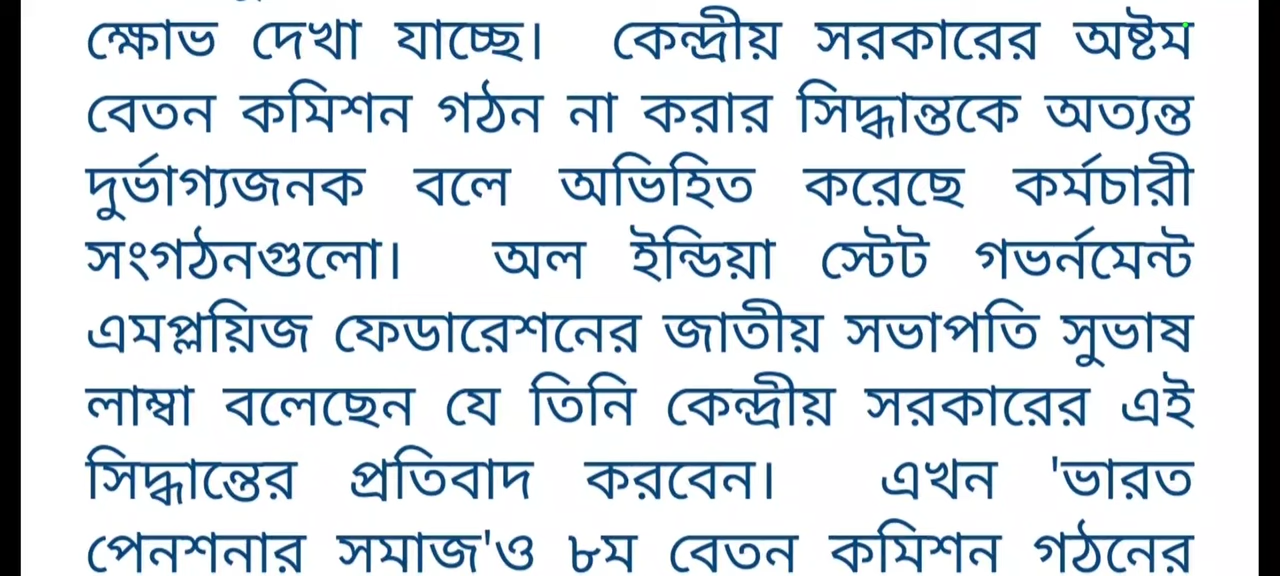 ক্ষোভ দেখা যাচ্ছে। কেন্দ্রীয় সরকারের অষ্টম
বেতন কমিশন গঠন না করার সিদ্ধান্তকে অত্যন্ত
দুর্ভাগ্যজনক বলে অভিহিত করেছে কর্মচারী
সংগঠনগুলো। অল ইন্ডিয়া স্টেট গভর্নমেন্ট
এমপ্লয়িজ ফেডারেশনের জাতীয় সভাপতি সুভাষ
লাম্বা বলেছেন যে তিনি কেন্দ্রীয় সরকারের এই
সিদ্ধান্তের প্রতিবাদ করবেন। এখন 'ভারত
পেনশনার সমাজ'ও ৮ম বেতন কমিশন গঠনের